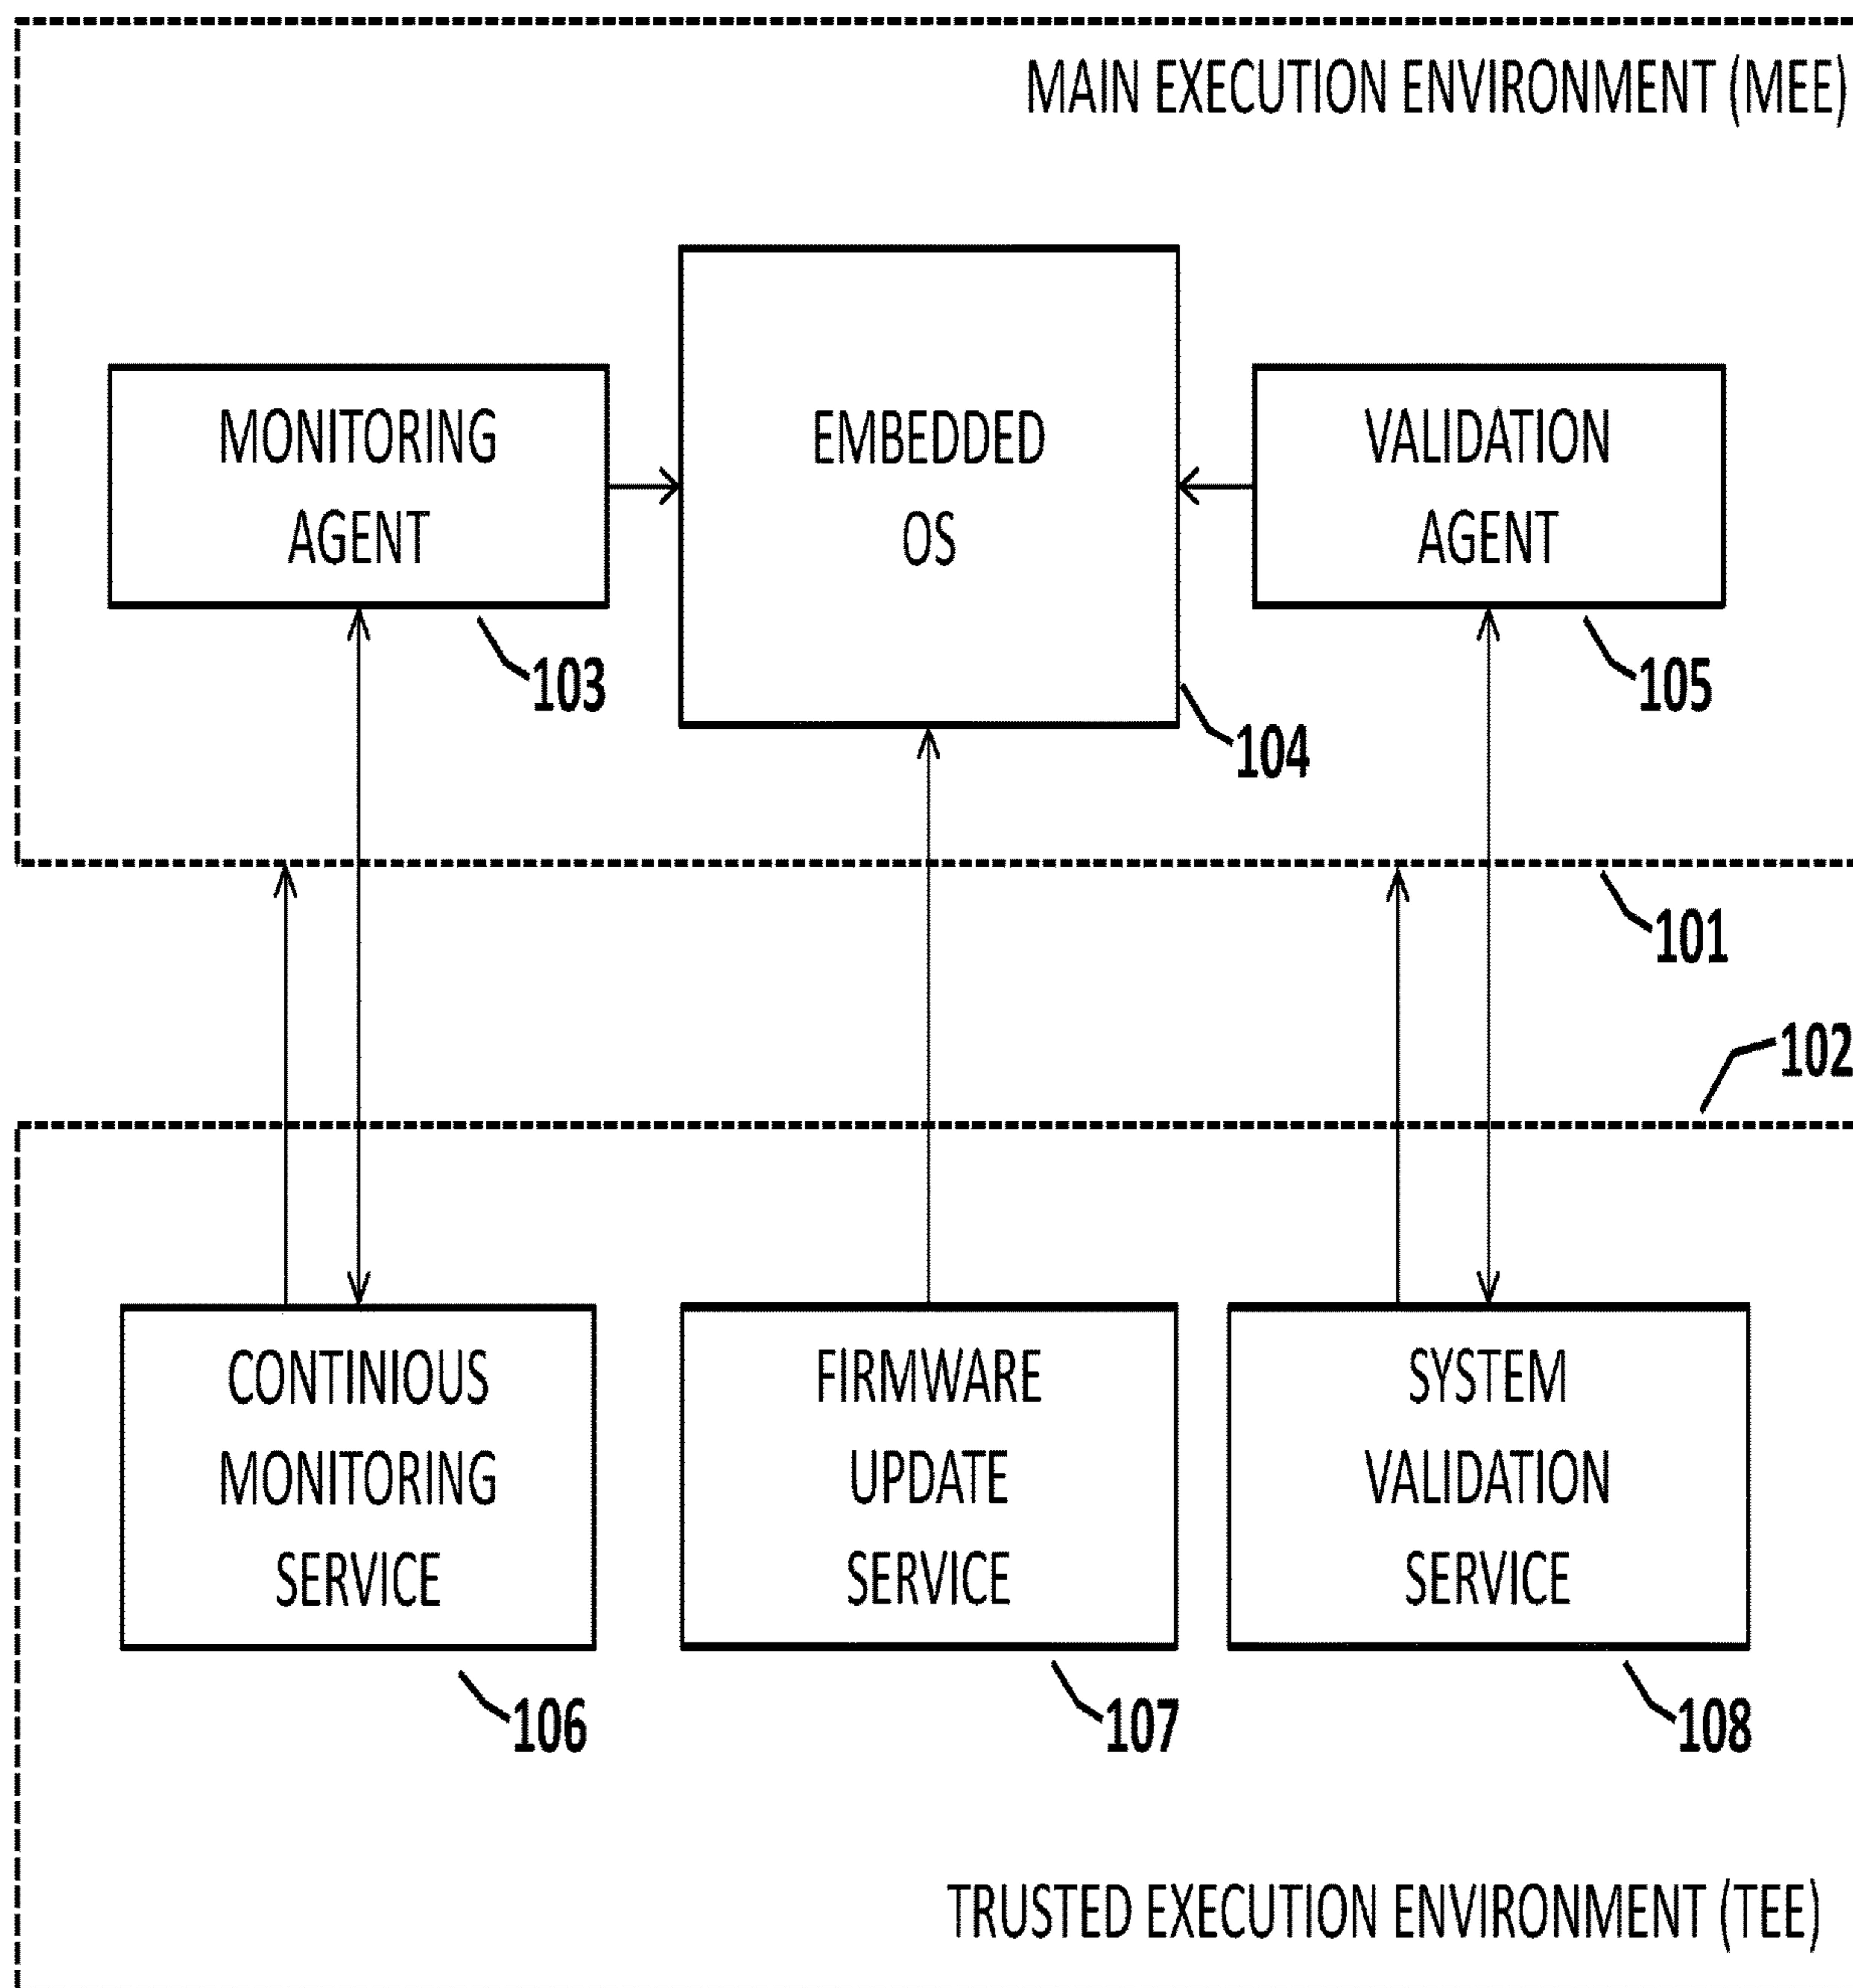 MAIN EXECUTION ENVIRONMENT (MEE)
MONITORING
AGENT
EMBEDDED
OS
VALIDATION
AGENT
103
104
105
101
102
CONTINIOUS
MONITORING
SERVICE
FIRMWARE
UPDATE
SERVICE
SYSTEM
VALIDATION
SERVICE
106
107
108
TRUSTED EXECUTION ENVIRONMENT (TEE)